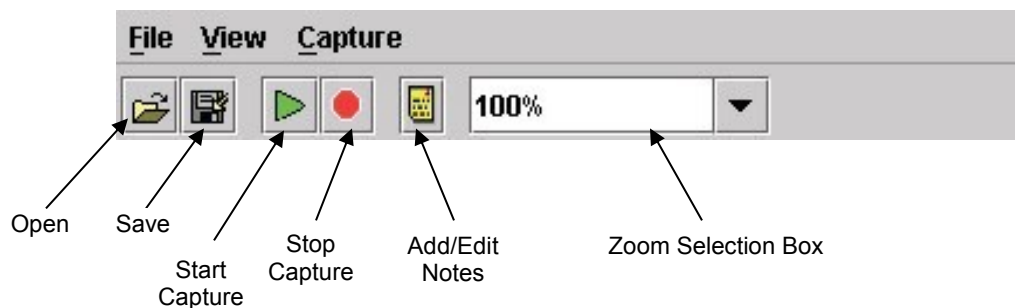 File View Capture
100%
Open
Save
Start
Capture
Stop
Capture
Add/Edit
Notes
Zoom Selection Box